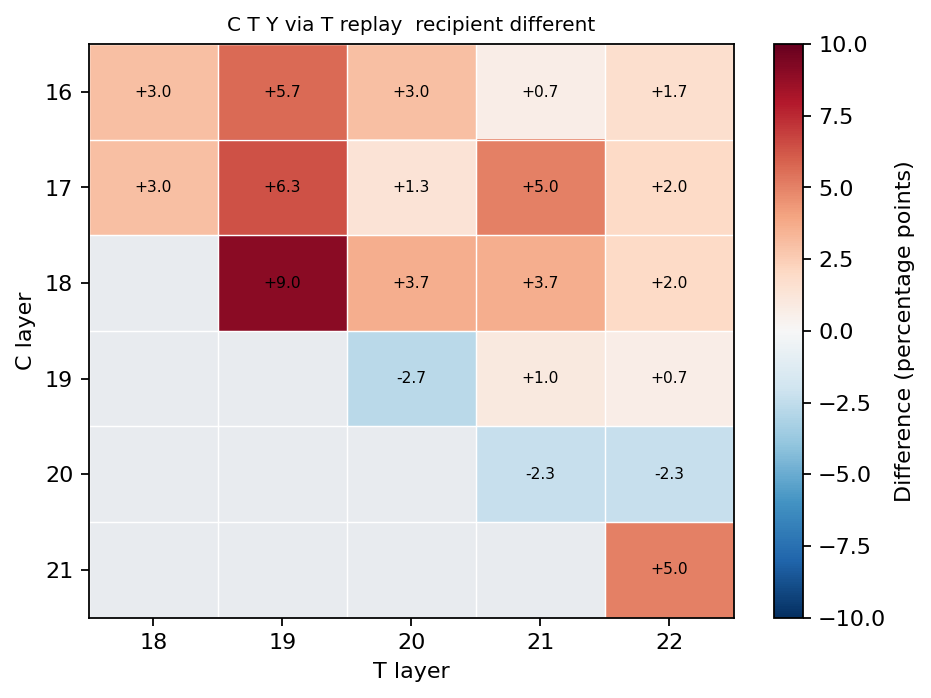 C T Y via T replay  recipient different
C layer
16
17
18
19
20
21
+3.0 +5.7 +3.0 +0.7 +1.7
+3.0 +6.3 +1.3 +5.0 +2.0
+9.0 +3.7 +3.7 +2.0
-2.7 +1.0 +0.7
-2.3 -2.3
+5.0
18 19 20 21 22
T layer
10.0
7.5
5.0
2.5
0.0
−2.5
−5.0
−7.5
−10.0
Difference (percentage points)